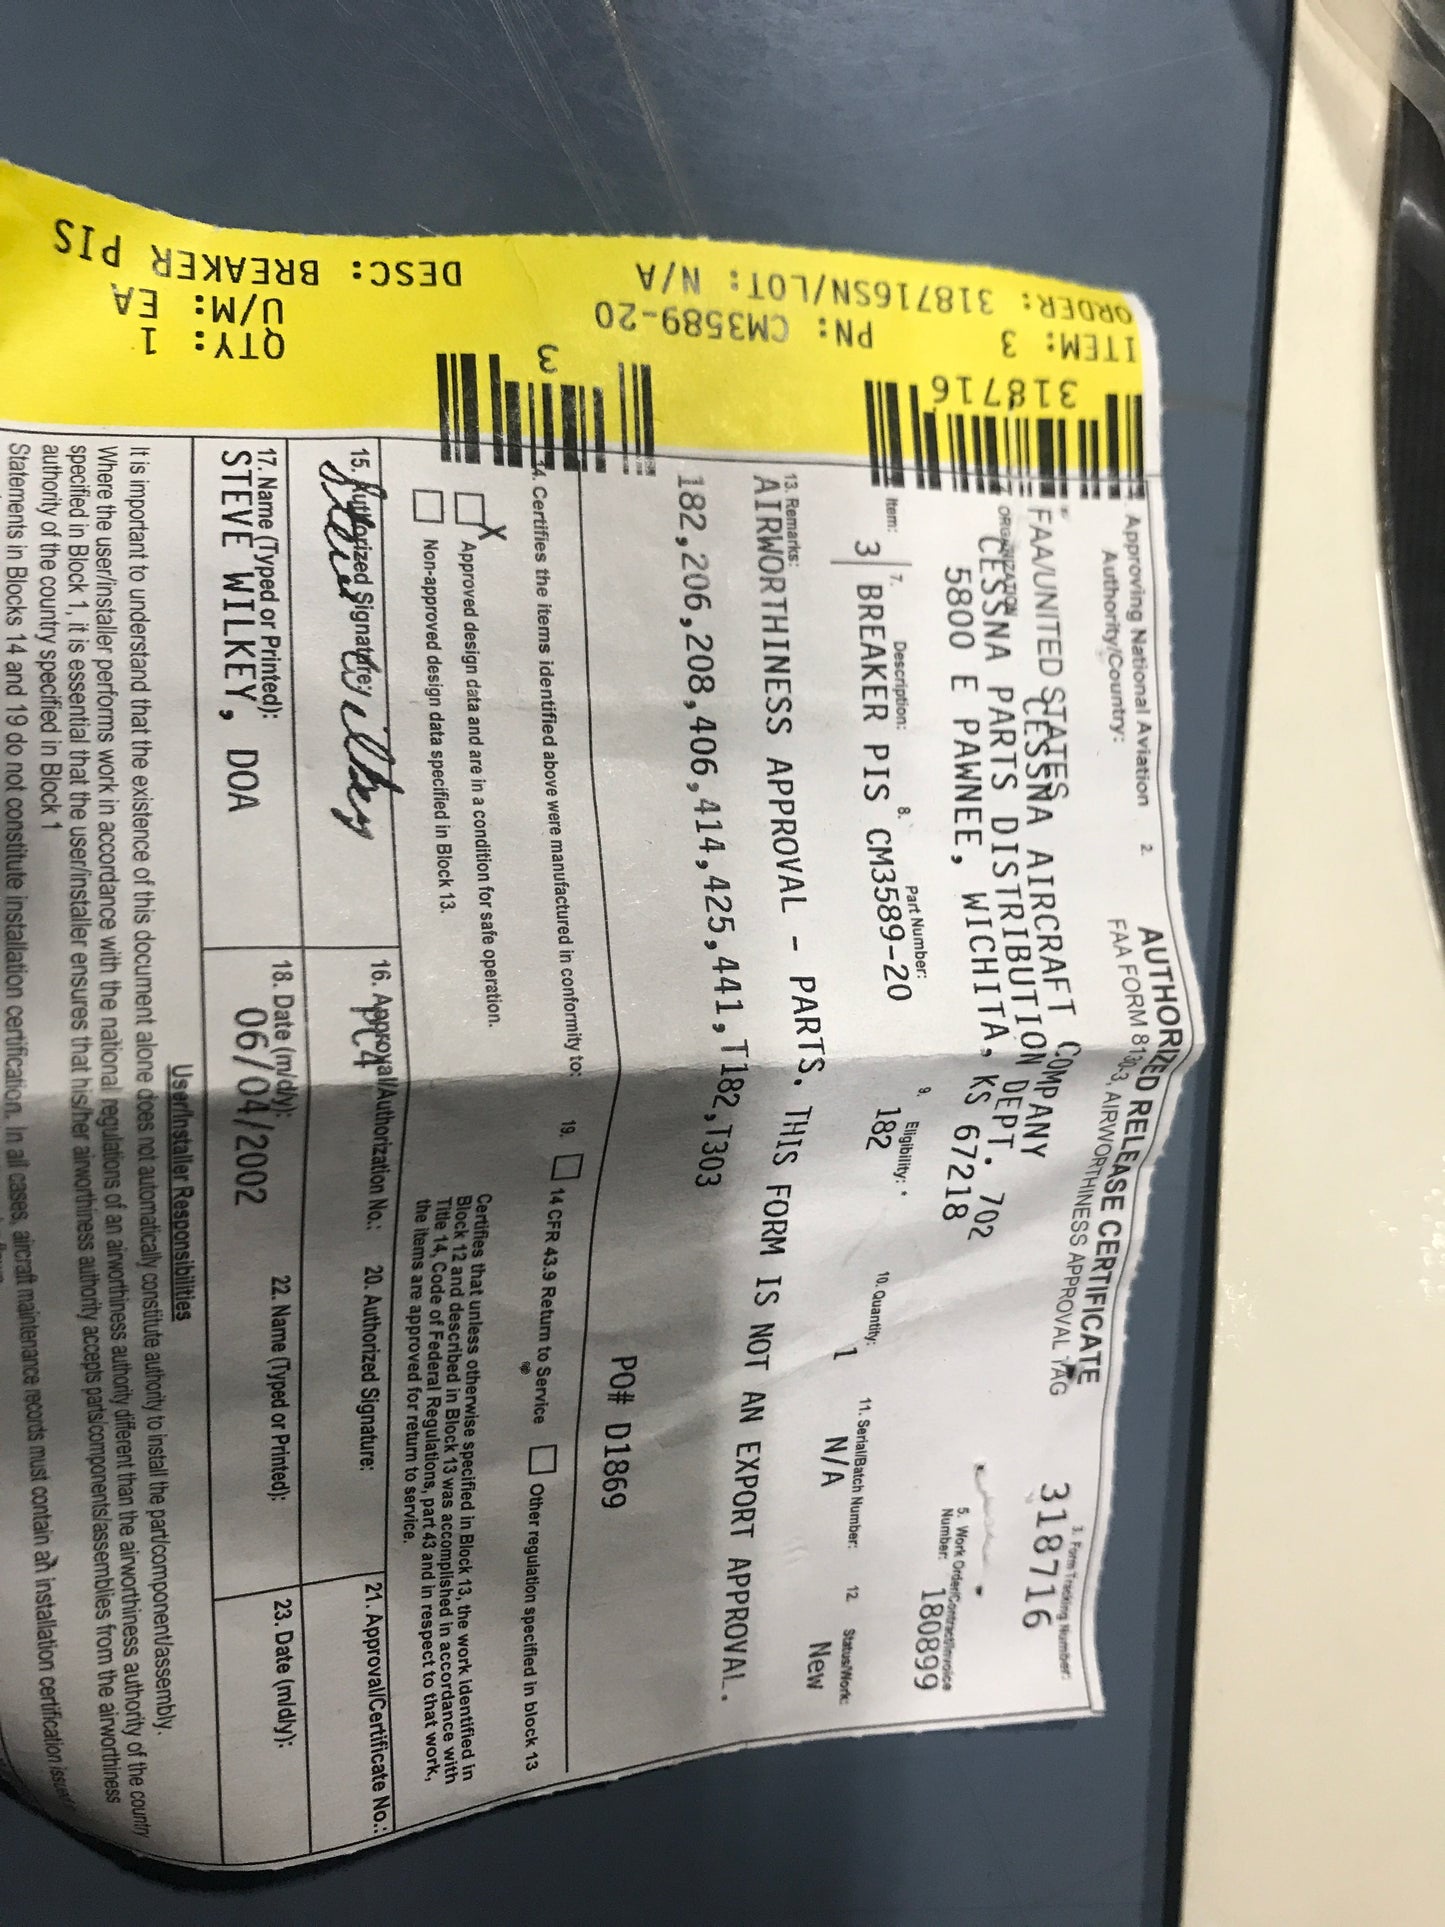 318716
ITEM: 3
ORDER: 318716SN/LOT: N/A
PN: CM3589-20
3
QTY: 1
U/M: EA
DESC: BREAKER PIS
Approving National Aviation
Authority/Country:
FAA/UNITED STATES
2.
AUTHORIZED RELEASE CERTIFICATE
FAA FORM 8130-3, AIRWORTHINESS APPROVAL TAG
3. Form Tracking Number:
318716
ORGANIZATION
CESSNA AIRCRAFT COMPANY
CESSNA PARTS DISTRIBUTION DEPT. 702
5800 E PAWNEE, WICHITA, KS 67218
5. Work Order/Contract/Invoice
Number: 180899
Item: 7. Description: 8. Part Number: 9. Eligibility: * 10. Quantity: 11. Serial/Batch Number: 12 Status/Work:
3 BREAKER PIS CM3589-20 182 1 N/A New
13. Remarks:
AIRWORTHINESS APPROVAL - PARTS. THIS FORM IS NOT AN EXPORT APPROVAL.
182,206,208,406,414,425,441,T182,T303
PO# D1869
14. Certifies the items identified above were manufactured in conformity to:
X Approved design data and are in a condition for safe operation.
Non-approved design data specified in Block 13.
19. 14 CFR 43.9 Return to Service Other regulation specified in block 13
Certifies that unless otherwise specified in Block 13, the work identified in
Block 12 and described in Block 13 was accomplished in accordance with
Title 14, Code of Federal Regulations, part 43 and in respect to that work,
the items are approved for return to service.
15. Authorized Signature:
Steve Wilkey
16. Approval/Authorization No.:
PC4
20. Authorized Signature:
21. Approval/Certificate No.:
17. Name (Typed or Printed):
STEVE WILKEY, DOA
18. Date (m/d/y):
06/04/2002
22. Name (Typed or Printed):
23. Date (m/d/y):
User/Installer Responsibilities
It is important to understand that the existence of this document alone does not automatically constitute authority to install the part/component/assembly.
Where the user/installer performs work in accordance with the national regulations of an airworthiness authority different than the airworthiness authority of the country
specified in Block 1, it is essential that the user/installer ensures that his/her airworthiness authority accepts parts/components/assemblies from the airworthiness
authority of the country specified in Block 1
Statements in Blocks 14 and 19 do not constitute installation certification. In all cases, aircraft maintenance records must contain an installation certification issued